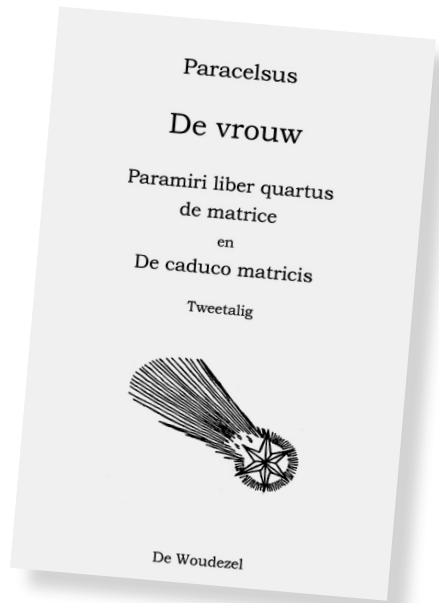 Paracelsus
De vrouw
Paramiri liber quartus
de matrice
en
De caduco matricis
Tweetalig
De Woudezel